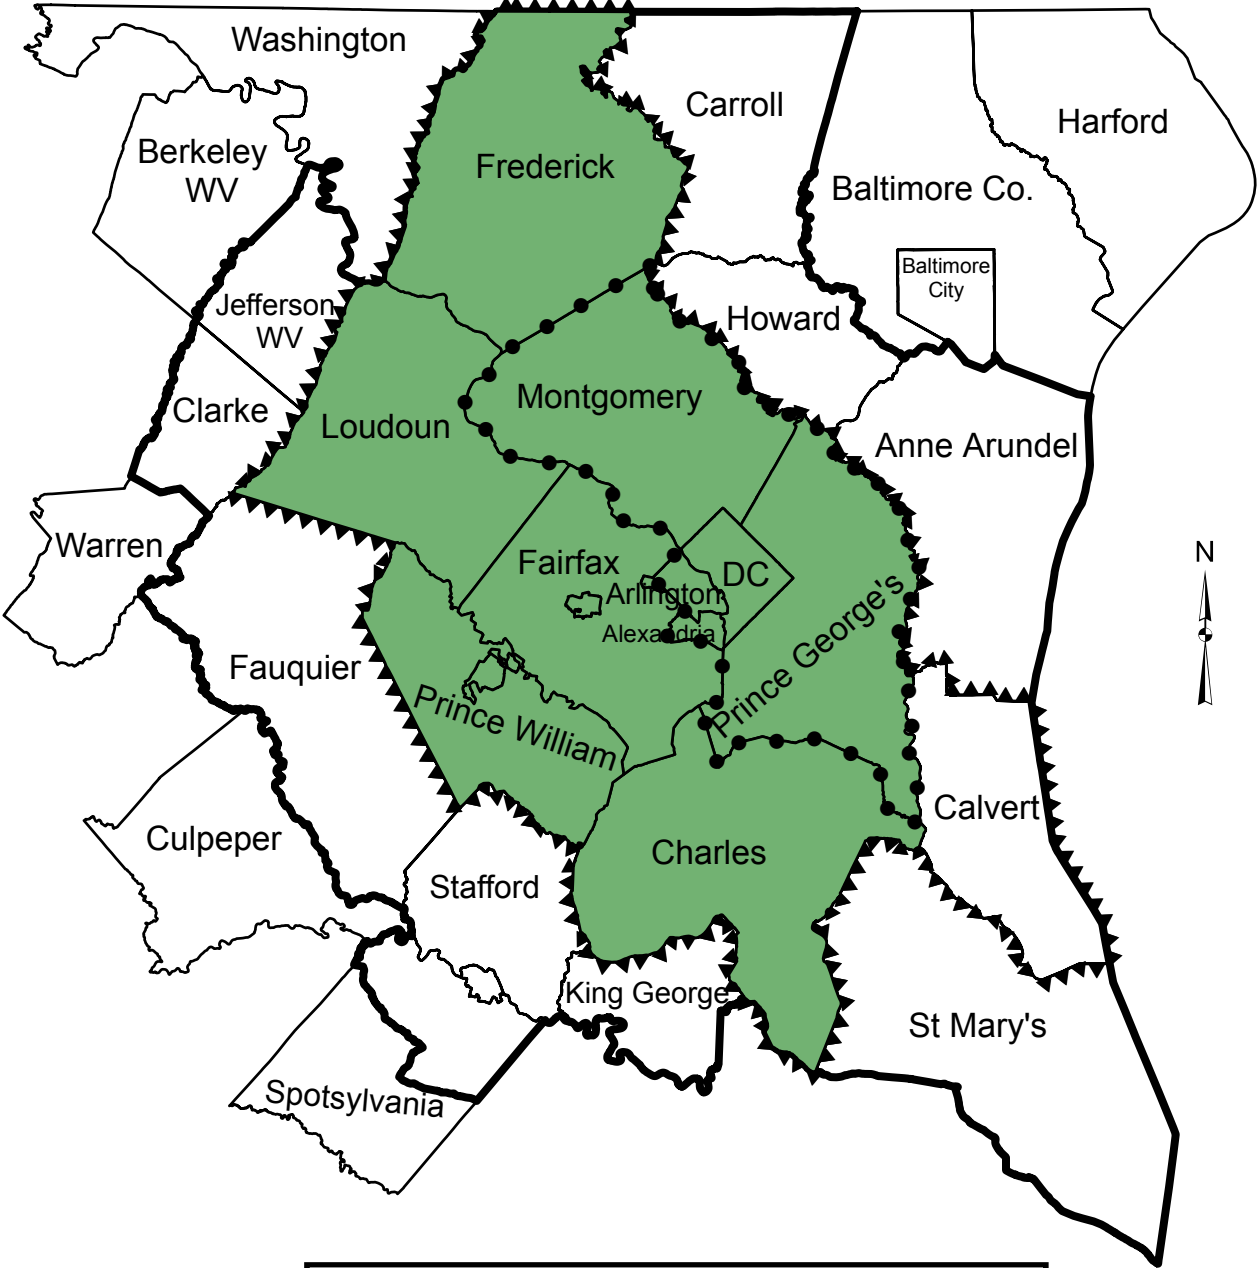 Washington
Carroll
Harford
Berkeley
WV
Frederick
Baltimore Co.
Baltimore
City
Jefferson
WV
Howard
Clarke
Loudoun
Montgomery
Anne Arundel
Warren
Fairfax
DC
N
Arlington
Alexandria
Prince George's
Fauquier
Prince William
Culpeper
Calvert
Charles
Stafford
King George
St Mary's
Spotsylvania